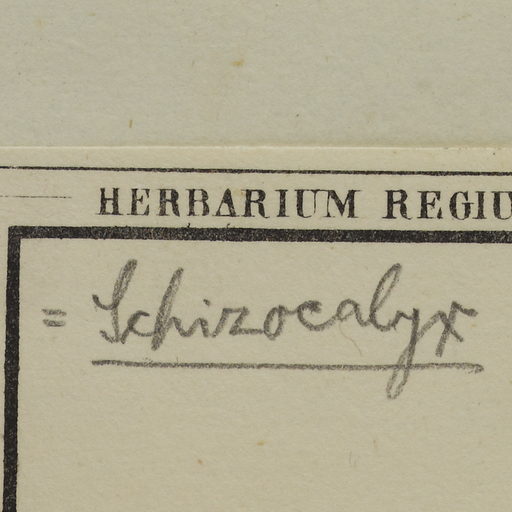 HERBARIUM REGIU
= Schizocalyx